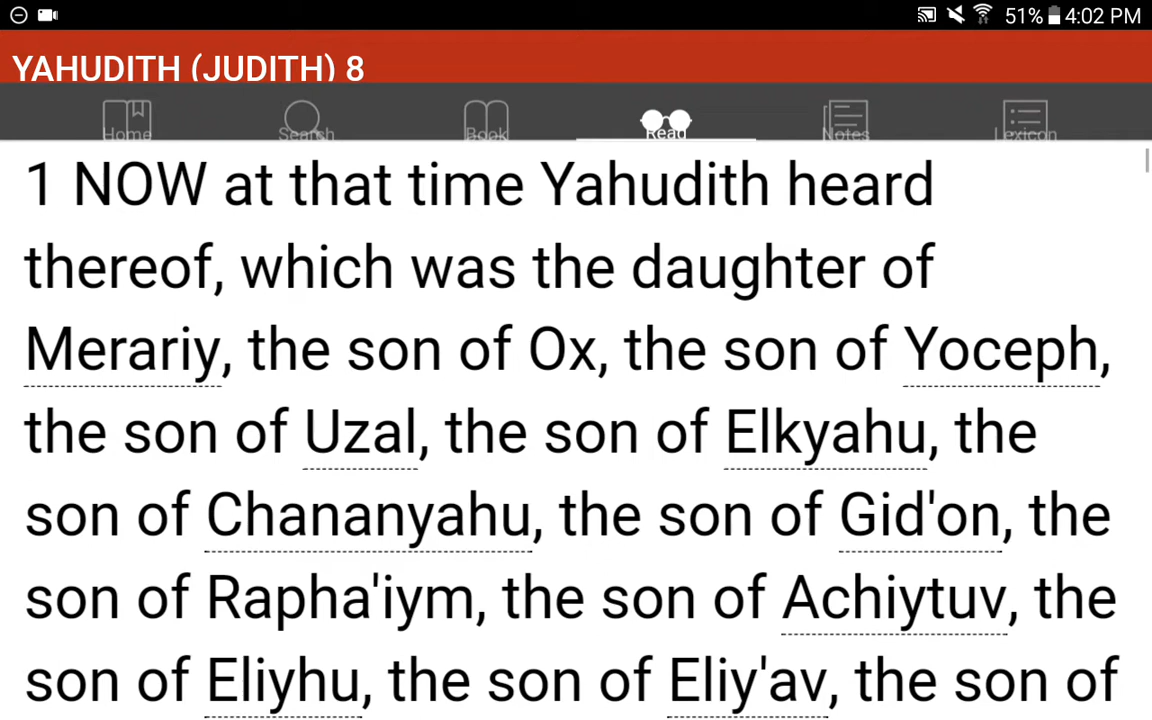 51% 4:02 PM
YAHUDITH (JUDITH) 8
Home Search Book Read Notes Lexicon
1 NOW at that time Yahudith heard
thereof, which was the daughter of
Merariy, the son of Ox, the son of Yoceph,
the son of Uzal, the son of Elkyahu, the
son of Chananyahu, the son of Gid'on, the
son of Rapha'iym, the son of Achiytuv, the
son of Eliyhu, the son of Eliy'av, the son of